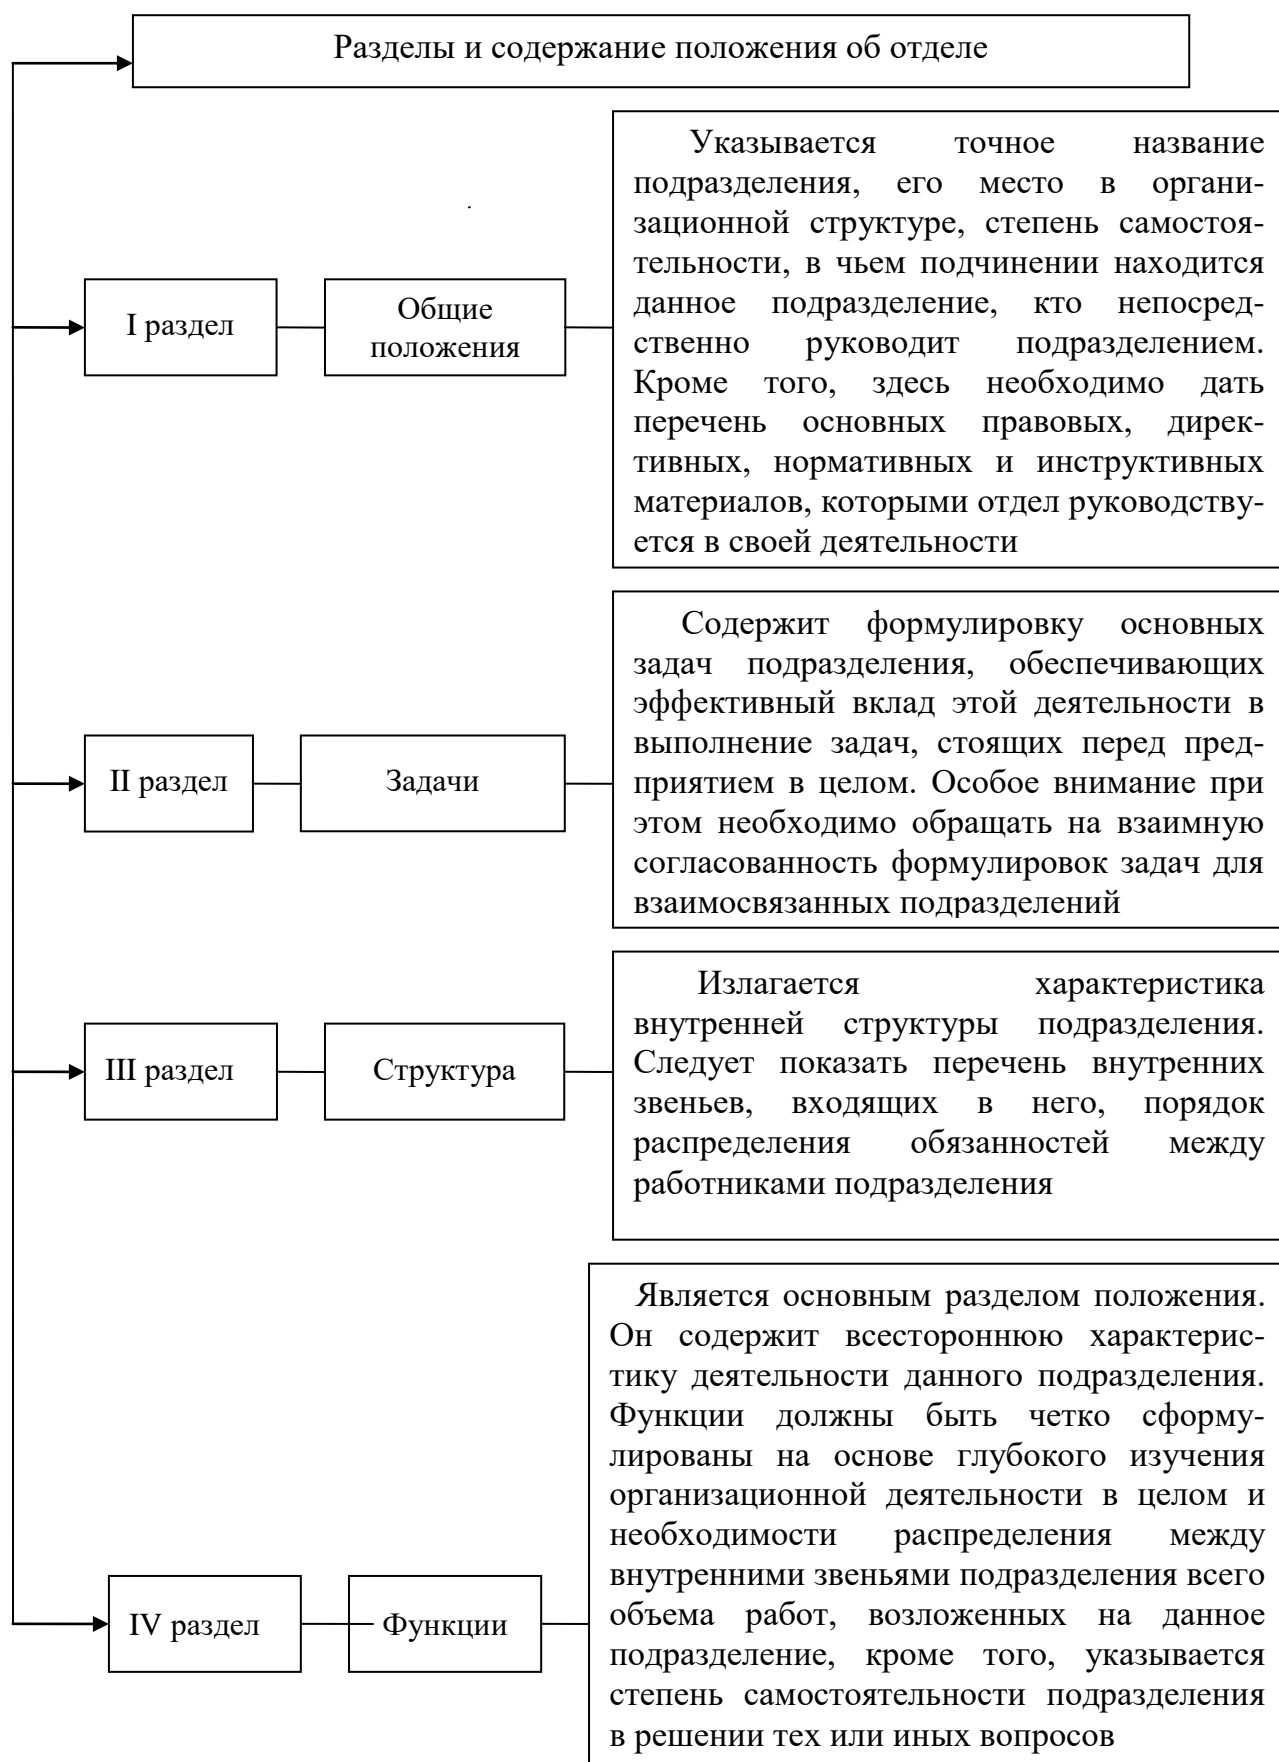 Разделы и содержание положения об отделе
I раздел
Общие
положения
Указывается точное название
подразделения, его место в органи-
зационной структуре, степень самостоя-
тельности, в чьем подчинении находится
данное подразделение, кто непосред-
ственно руководит подразделением.
Кроме того, здесь необходимо дать
перечень основных правовых, дирек-
тивных, нормативных и инструктивных
материалов, которыми отдел руководству-
ется в своей деятельности
II раздел
Задачи
Содержит формулировку основных
задач подразделения, обеспечивающих
эффективный вклад этой деятельности в
выполнение задач, стоящих перед пред-
приятием в целом. Особое внимание при
этом необходимо обращать на взаимную
согласованность формулировок задач для
взаимосвязанных подразделений
III раздел
Структура
Излагается характеристика
внутренней структуры подразделения.
Следует показать перечень внутренних
звеньев, входящих в него, порядок
распределения обязанностей между
работниками подразделения
IV раздел
Функции
Является основным разделом положения.
Он содержит всестороннюю характерис-
тику деятельности данного подразделения.
Функции должны быть четко сформу-
лированы на основе глубокого изучения
организационной деятельности в целом и
необходимости распределения между
внутренними звеньями подразделения всего
объема работ, возложенных на данное
подразделение, кроме того, указывается
степень самостоятельности подразделения
в решении тех или иных вопросов